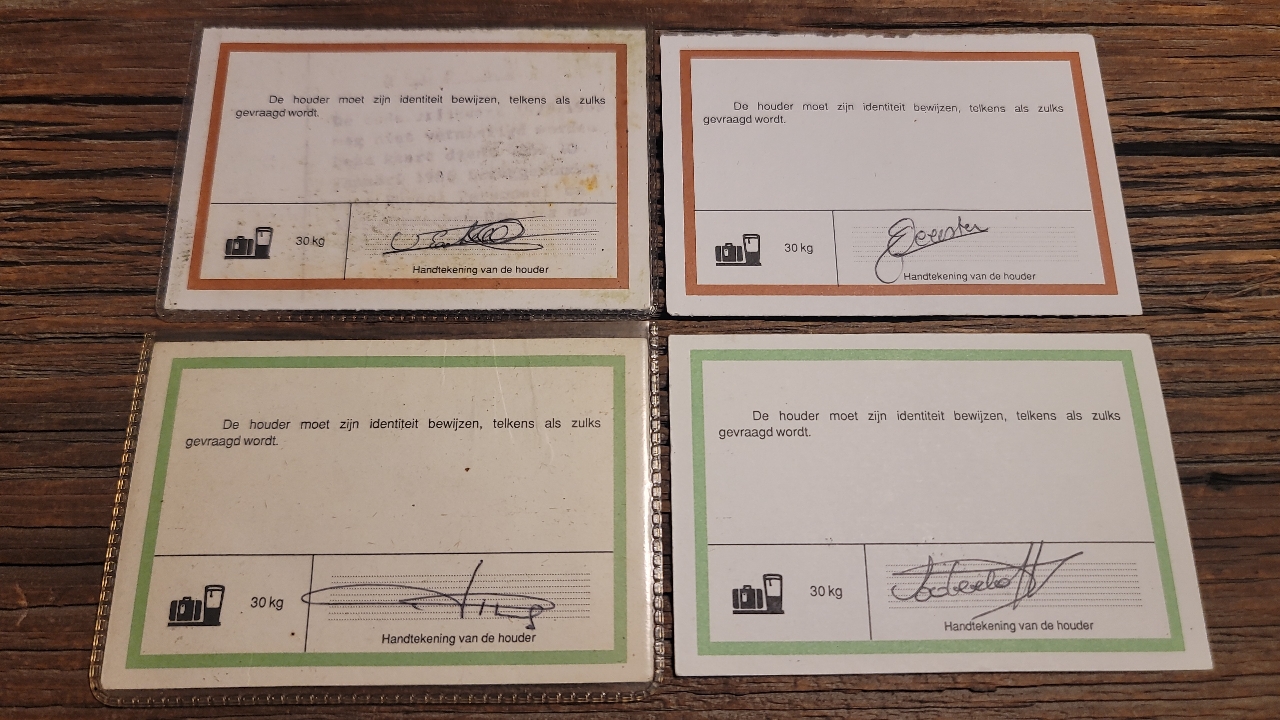 De houder moet zijn identiteit bewijzen, telkens als zulks
gevraagd wordt.
30 kg
Handtekening van de houder
De houder moet zijn identiteit bewijzen, telkens als zulks
gevraagd wordt.
30 kg
Handtekening van de houder
De houder moet zijn identiteit bewijzen, telkens als zulks
gevraagd wordt.
30 kg
Handtekening van de houder
De houder moet zijn identiteit bewijzen, telkens als zulks
gevraagd wordt.
30 kg
Handtekening van de houder